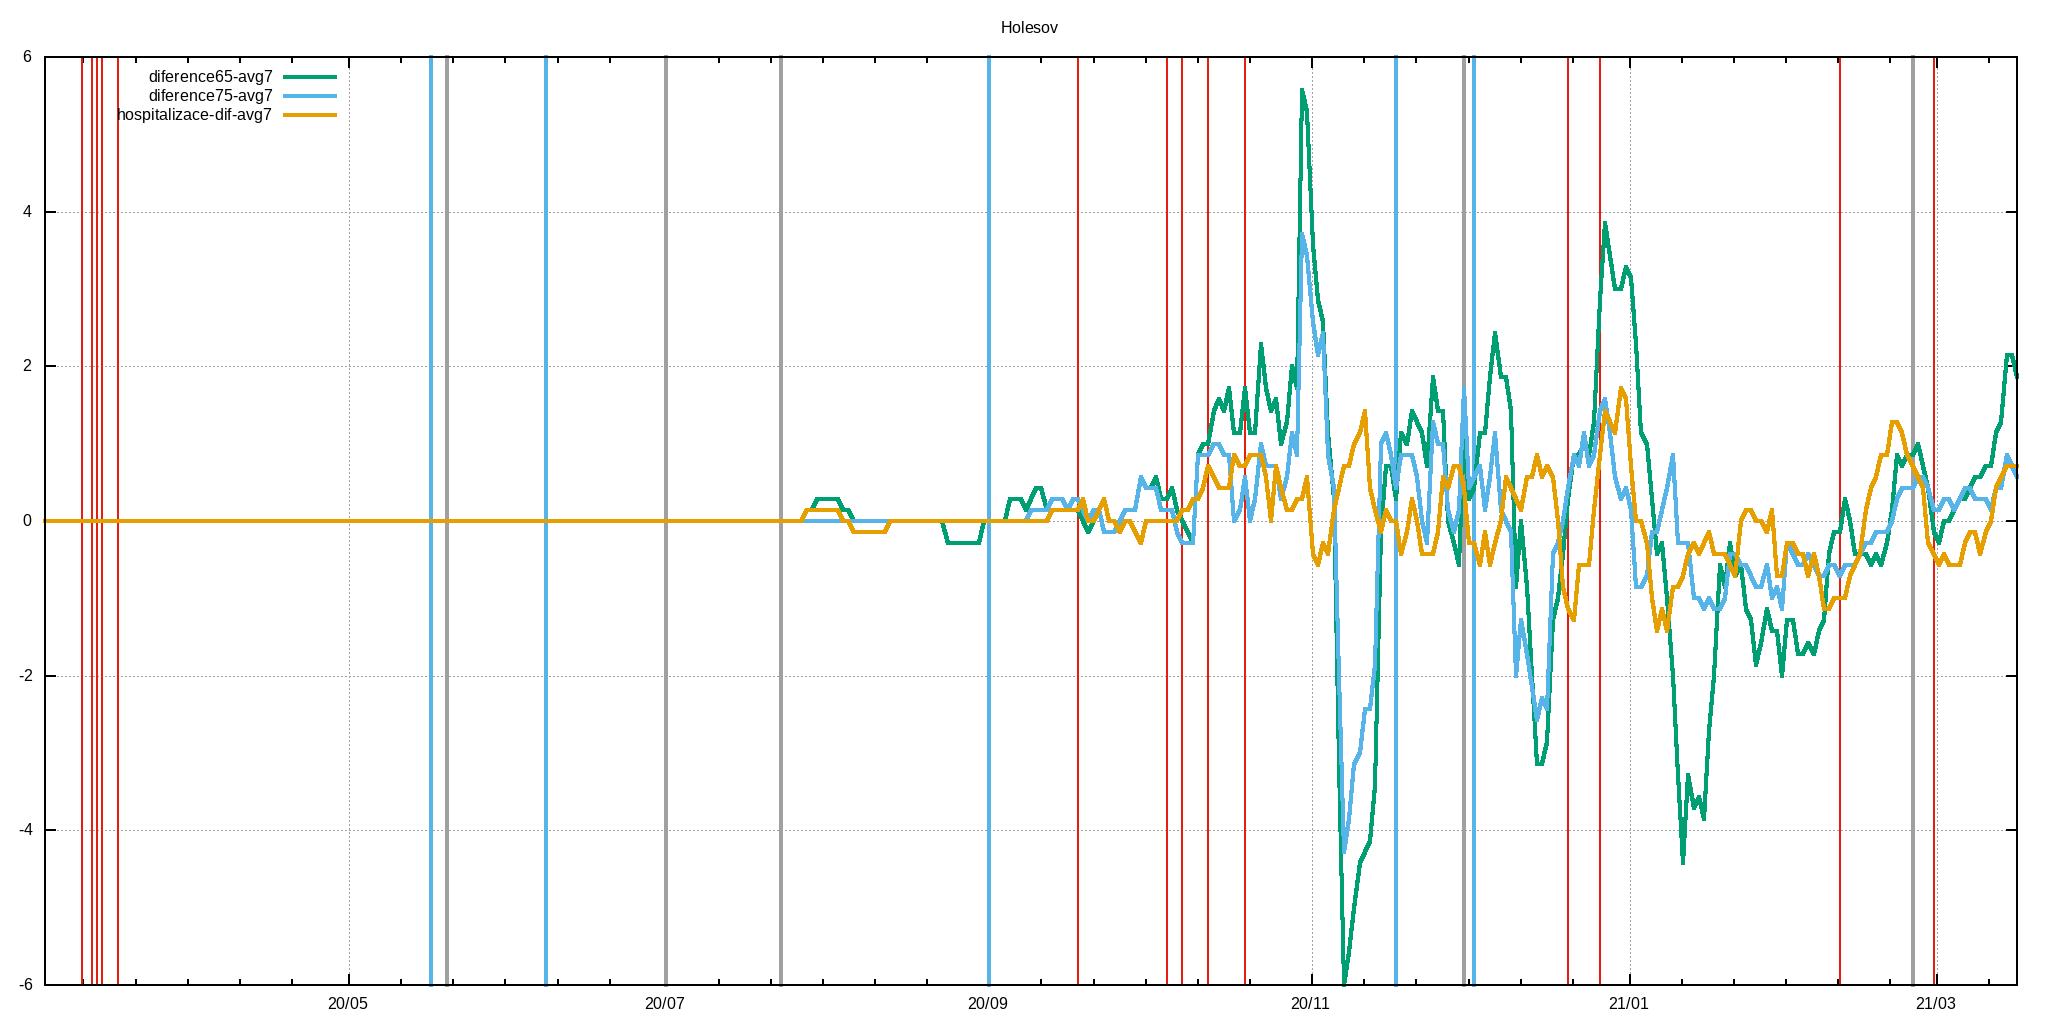 Holesov
6
diference65-avg7
diference75-avg7
hospitalizace-dif-avg7
4
2
0
-2
-4
-6
20/05 20/07 20/09 20/11 21/01 21/03